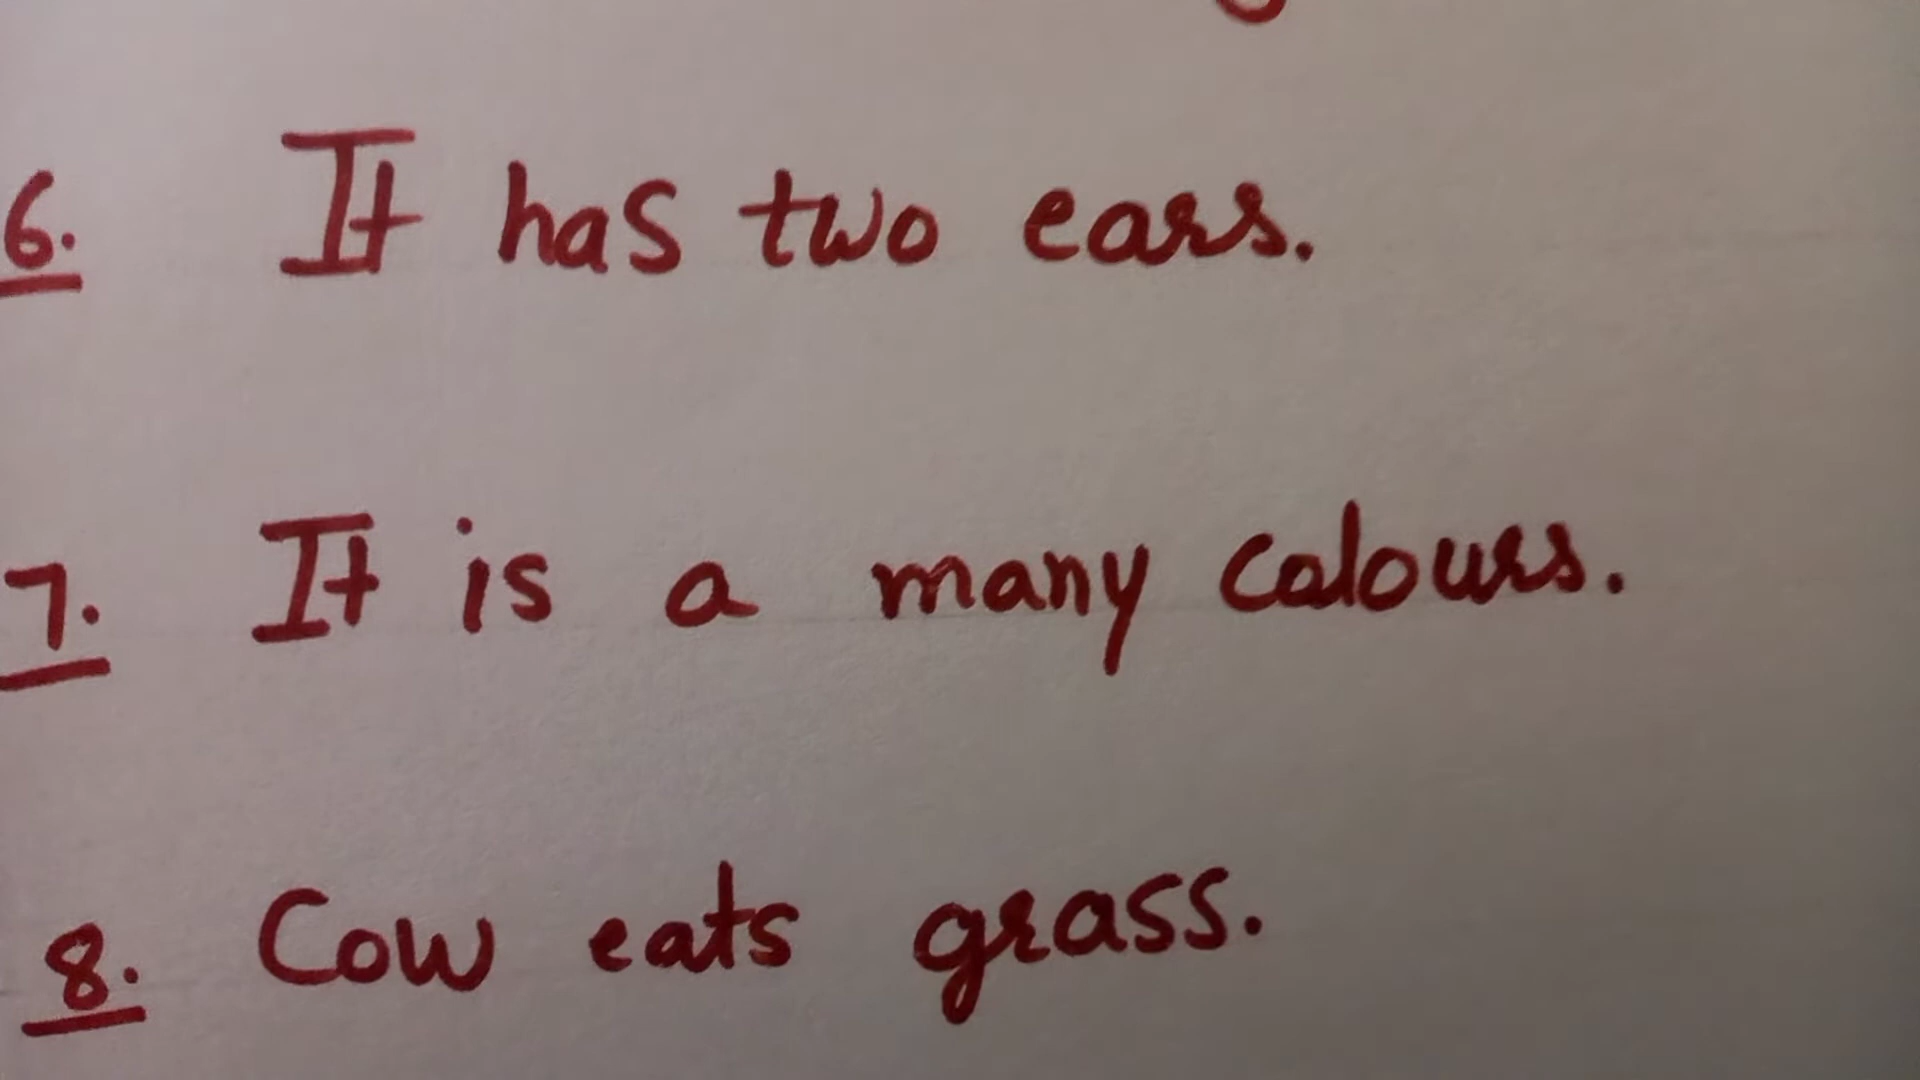 6. It has two ears.
7. It is a many colours.
8. Cow eats grass.